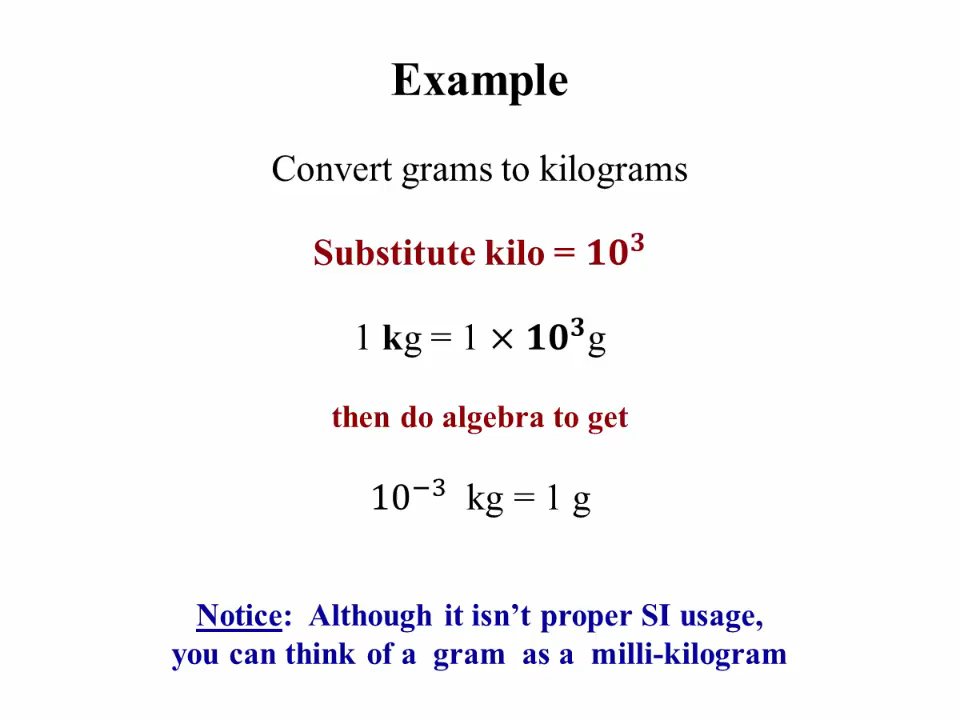 Example
Convert grams to kilograms
Substitute kilo = 10³
1 kg = 1 × 10³g
then do algebra to get
10⁻³ kg = 1 g
Notice: Although it isn’t proper SI usage,
you can think of a gram as a milli-kilogram